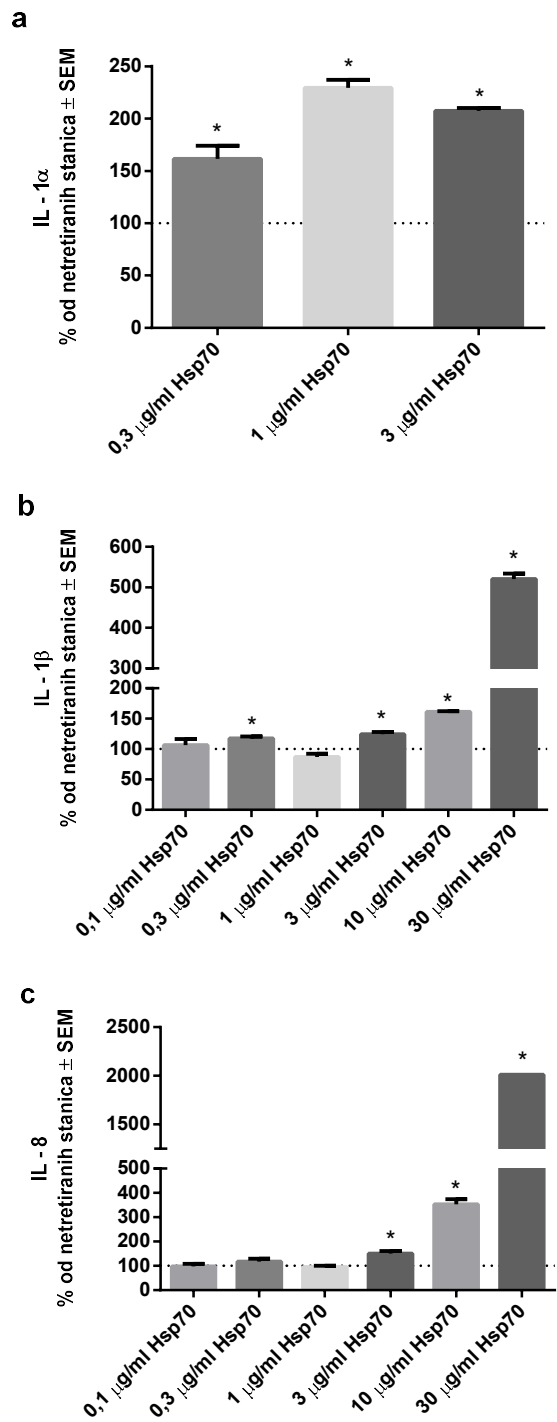 a
IL - 1α
% od netretiranih stanica ± SEM
250
200
150
100
50
0
*
*
*
0,3 µg/ml Hsp70
1 µg/ml Hsp70
3 µg/ml Hsp70
b
IL - 1β
% od netretiranih stanica ± SEM
600
500
400
300
200
150
100
50
0
*
*
*
*
0,1 µg/ml Hsp70
0,3 µg/ml Hsp70
1 µg/ml Hsp70
3 µg/ml Hsp70
10 µg/ml Hsp70
30 µg/ml Hsp70
c
IL - 8
% od netretiranih stanica ± SEM
2500
2000
1500
500
400
300
200
100
0
*
*
*
0,1 µg/ml Hsp70
0,3 µg/ml Hsp70
1 µg/ml Hsp70
3 µg/ml Hsp70
10 µg/ml Hsp70
30 µg/ml Hsp70